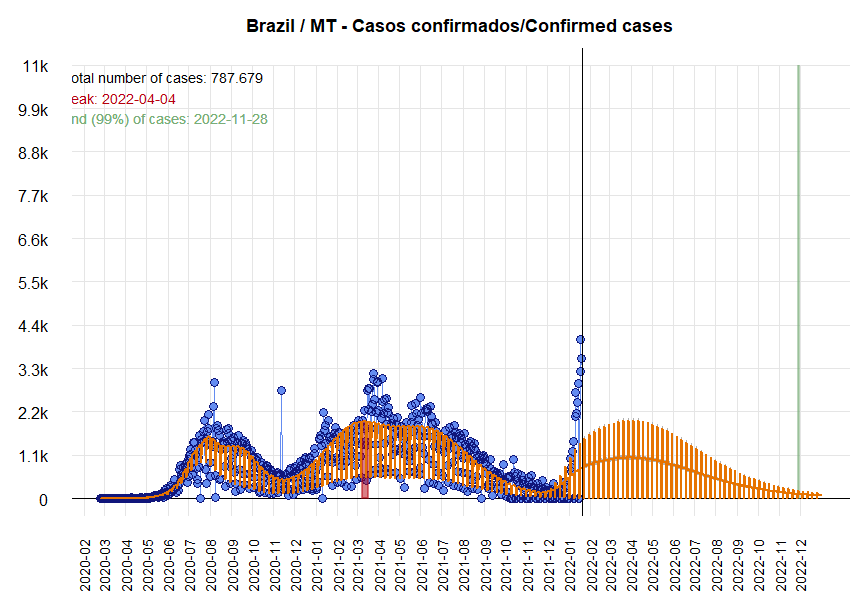 Brazil / MT - Casos confirmados/Confirmed cases
11k
otal number of cases: 787.679
eak: 2022-04-04
nd (99%) of cases: 2022-11-28
9.9k
8.8k
7.7k
6.6k
5.5k
4.4k
3.3k
2.2k
1.1k
0
2020-02
2020-03
2020-04
2020-05
2020-06
2020-07
2020-08
2020-09
2020-10
2020-11
2020-12
2021-01
2021-02
2021-03
2021-04
2021-05
2021-06
2021-07
2021-08
2021-09
2021-10
2021-11
2021-12
2022-01
2022-02
2022-03
2022-04
2022-05
2022-06
2022-07
2022-08
2022-09
2022-10
2022-11
2022-12